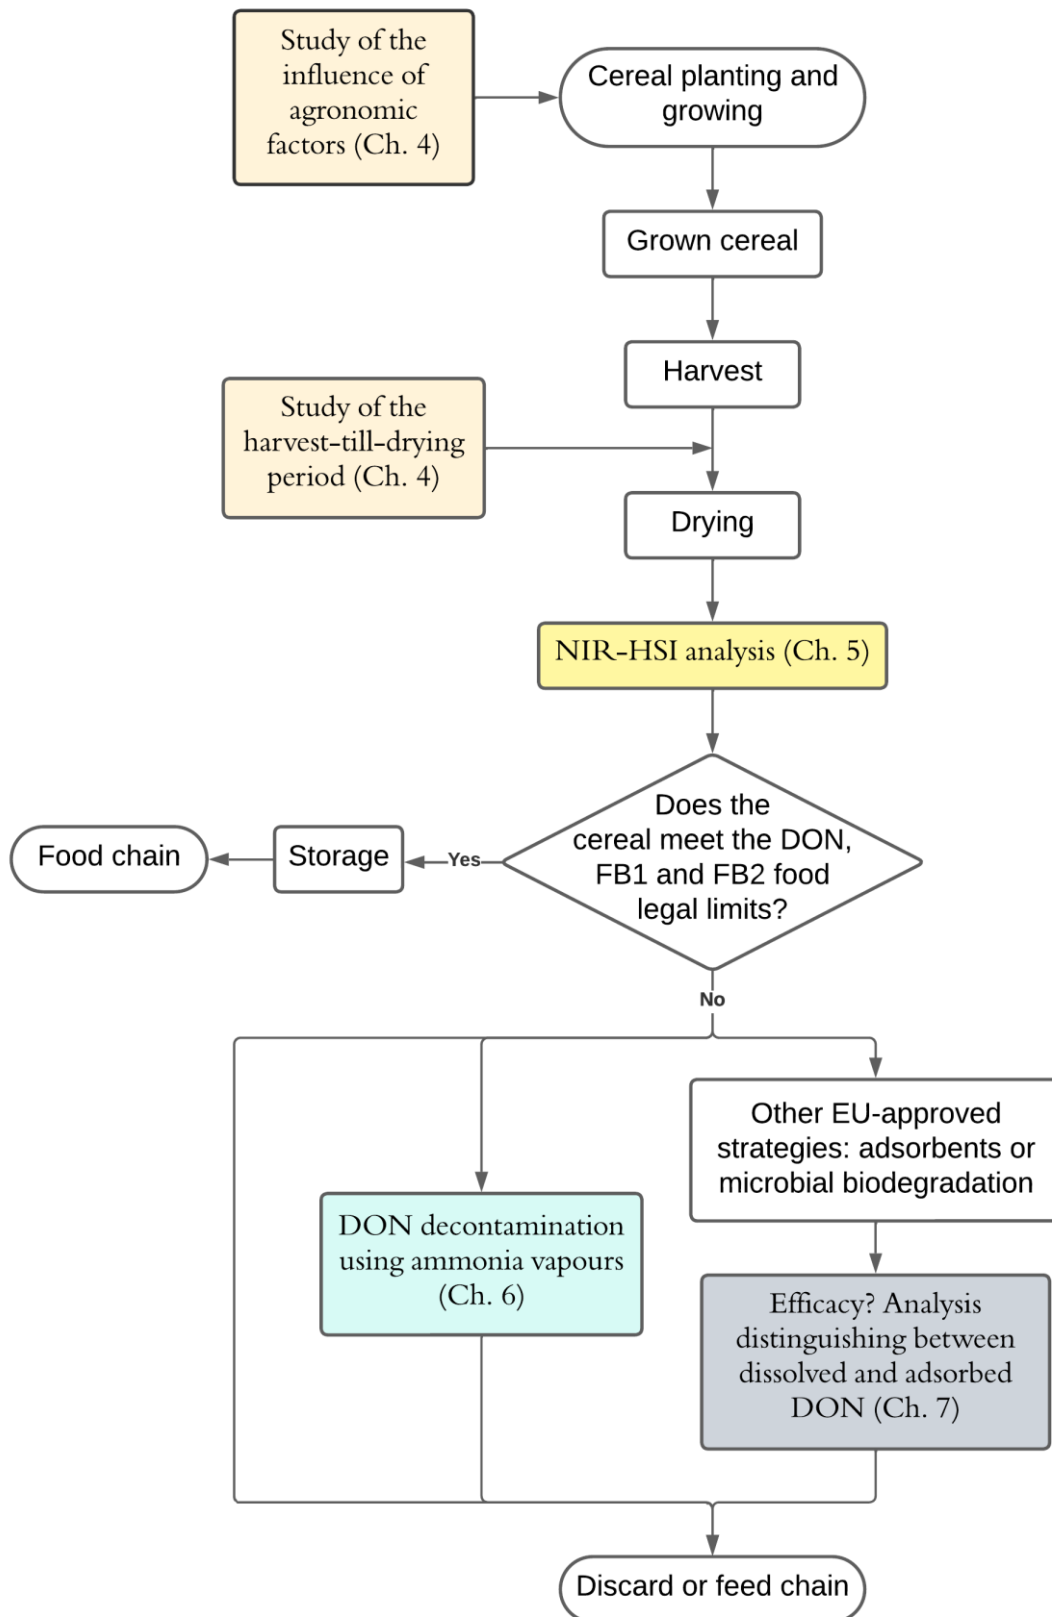 Study of the
influence of
agronomic
factors (Ch. 4)
Cereal planting and
growing
Grown cereal
Harvest
Study of the
harvest-till-drying
period (Ch. 4)
Drying
NIR-HSI analysis (Ch. 5)
Does the
cereal meet the DON,
FB1 and FB2 food
legal limits?
Yes
Storage
Food chain
No
Other EU-approved
strategies: adsorbents or
microbial biodegradation
DON decontamination
using ammonia vapours
(Ch. 6)
Efficacy? Analysis
distinguishing between
dissolved and adsorbed
DON (Ch. 7)
Discard or feed chain